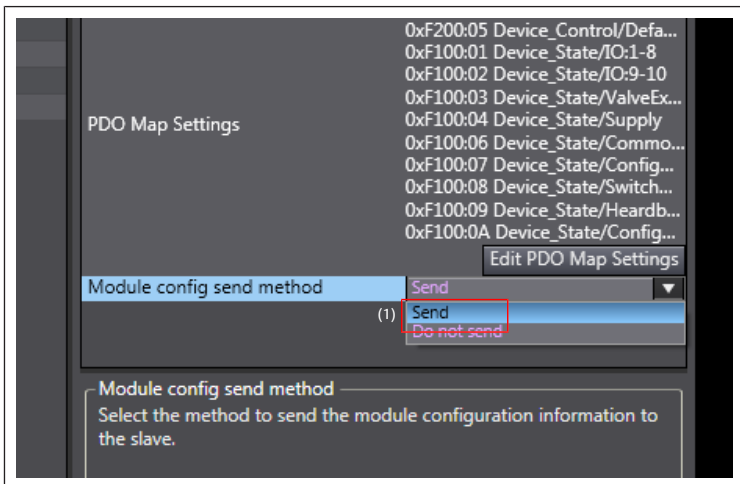 0xF200:05 Device_Control/Defa...
0xF100:01 Device_State/IO:1-8
0xF100:02 Device_State/IO:9-10
0xF100:03 Device_State/ValveEx...
PDO Map Settings
0xF100:04 Device_State/Supply
0xF100:06 Device_State/Commo...
0xF100:07 Device_State/Config...
0xF100:08 Device_State/Switch...
0xF100:09 Device_State/Heardb...
0xF100:0A Device_State/Config...
Edit PDO Map Settings
Module config send method Send
(1) Send
Do not send
Module config send method
Select the method to send the module configuration information to
the slave.